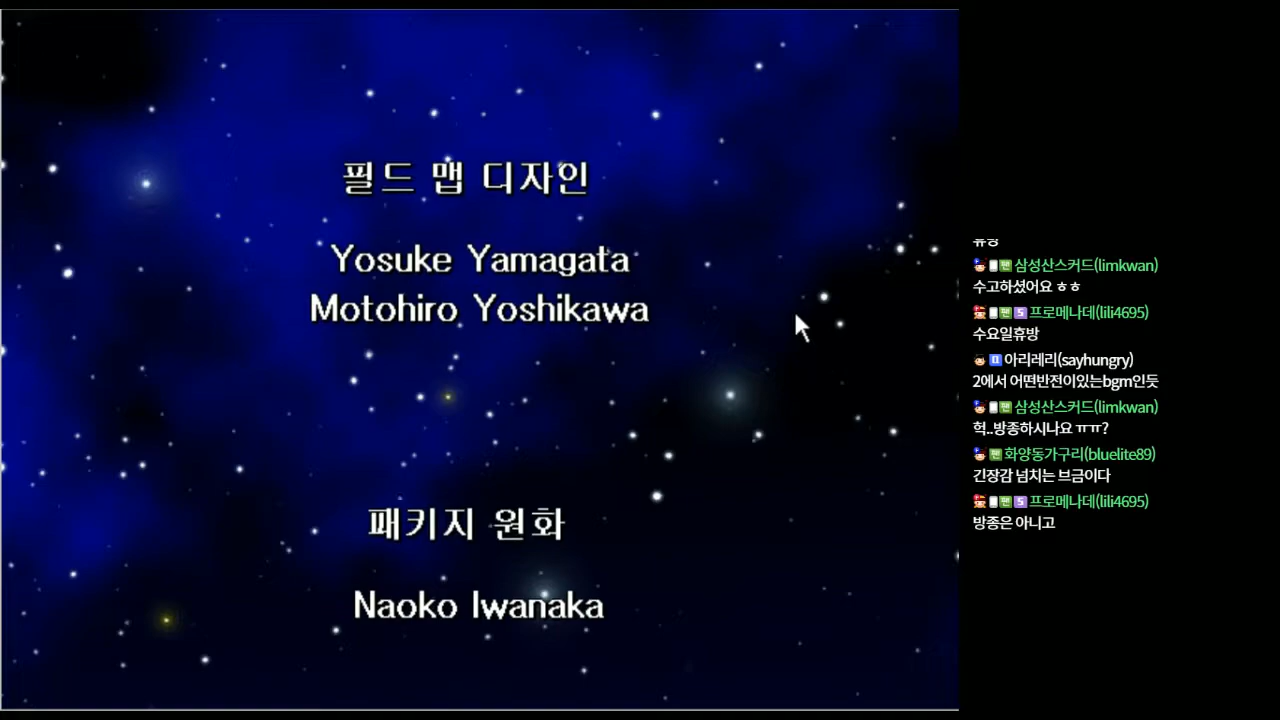 필드 맵 디자인
Yosuke Yamagata
Motohiro Yoshikawa
패키지 원화
Naoko Iwanaka
삼성산스커드(limkwan)
수고하셨어요 ㅎㅎ
프로메나데(lili4695)
수요일휴방
아리레리(sayhungry)
2에서 어떤반전이있는bgm인듯
삼성산스커드(limkwan)
헉..방종하시나요 ㅠㅠ?
화양동가구리(bluelite89)
긴장감 넘치는 브금이다
프로메나데(lili4695)
방종은 아니고